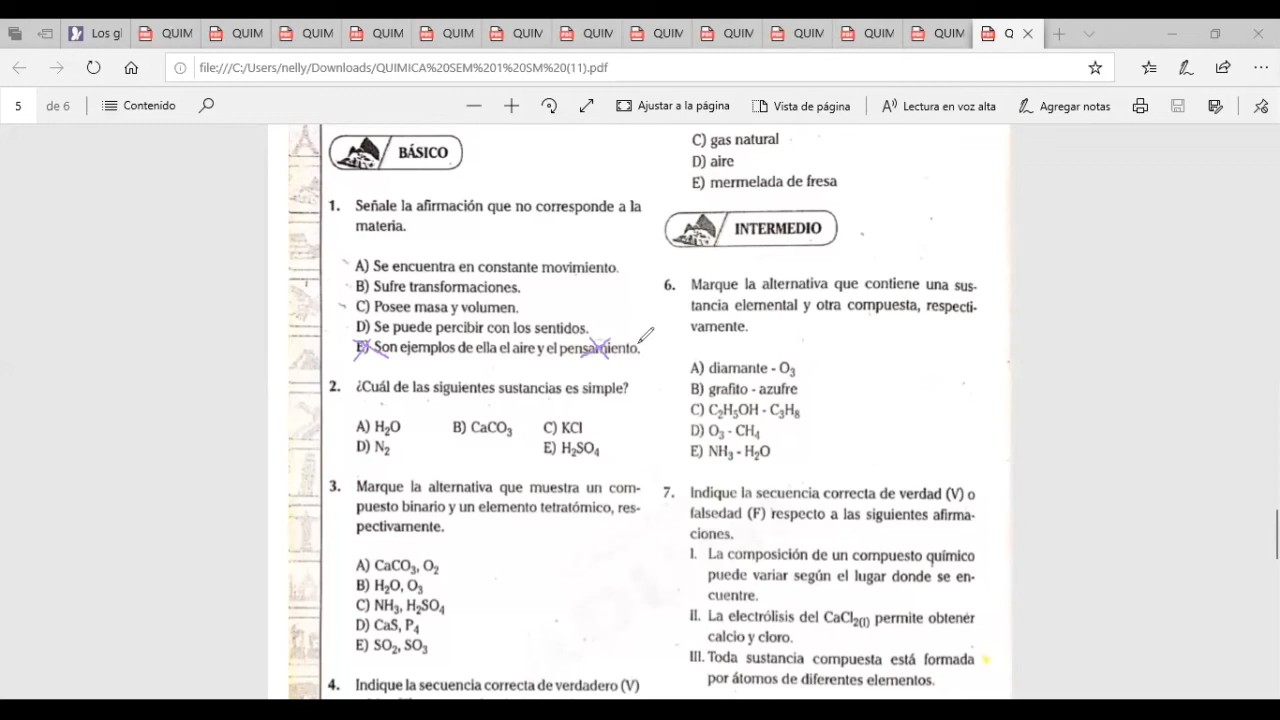 Los gl
QUIM
QUIM
QUIM
QUIM
QUIM
QUIM
QUIM
QUIM
QUIM
QUIM
QUIM
QUIM
Q
file:///C:/Users/nelly/Downloads/QUIMICA%20SEM%201%20SM%20(11).pdf
5 de 6
Contenido
Ajustar a la página
Vista de página
Lectura en voz alta
Agregar notas
BÁSICO
1. Señale la afirmación que no corresponde a la
materia.
A) Se encuentra en constante movimiento.
B) Sufre transformaciones.
C) Posee masa y volumen.
D) Se puede percibir con los sentidos.
E) Son ejemplos de ella el aire y el pensamiento.
2. ¿Cuál de las siguientes sustancias es simple?
A) H₂O B) CaCO₃ C) KCl
D) N₂ E) H₂SO₄
3. Marque la alternativa que muestra un com-
puesto binario y un elemento tetratómico, res-
pectivamente.
A) CaCO₃, O₂
B) H₂O, O₃
C) NH₃, H₂SO₄
D) CaS, P₄
E) SO₂, SO₃
4. Indique la secuencia correcta de verdadero (V)
C) gas natural
D) aire
E) mermelada de fresa
INTERMEDIO
6. Marque la alternativa que contiene una sus-
tancia elemental y otra compuesta, respecti-
vamente.
A) diamante - O₃
B) grafito - azufre
C) C₂H₅OH - C₃H₈
D) O₃ - CH₄
E) NH₃ - H₂O
7. Indique la secuencia correcta de verdad (V) o
falsedad (F) respecto a las siguientes afirma-
ciones.
I. La composición de un compuesto químico
puede variar según el lugar donde se en-
cuentre.
II. La electrólisis del CaCl₂₍ₗ₎ permite obtener
calcio y cloro.
III. Toda sustancia compuesta está formada
por átomos de diferentes elementos.